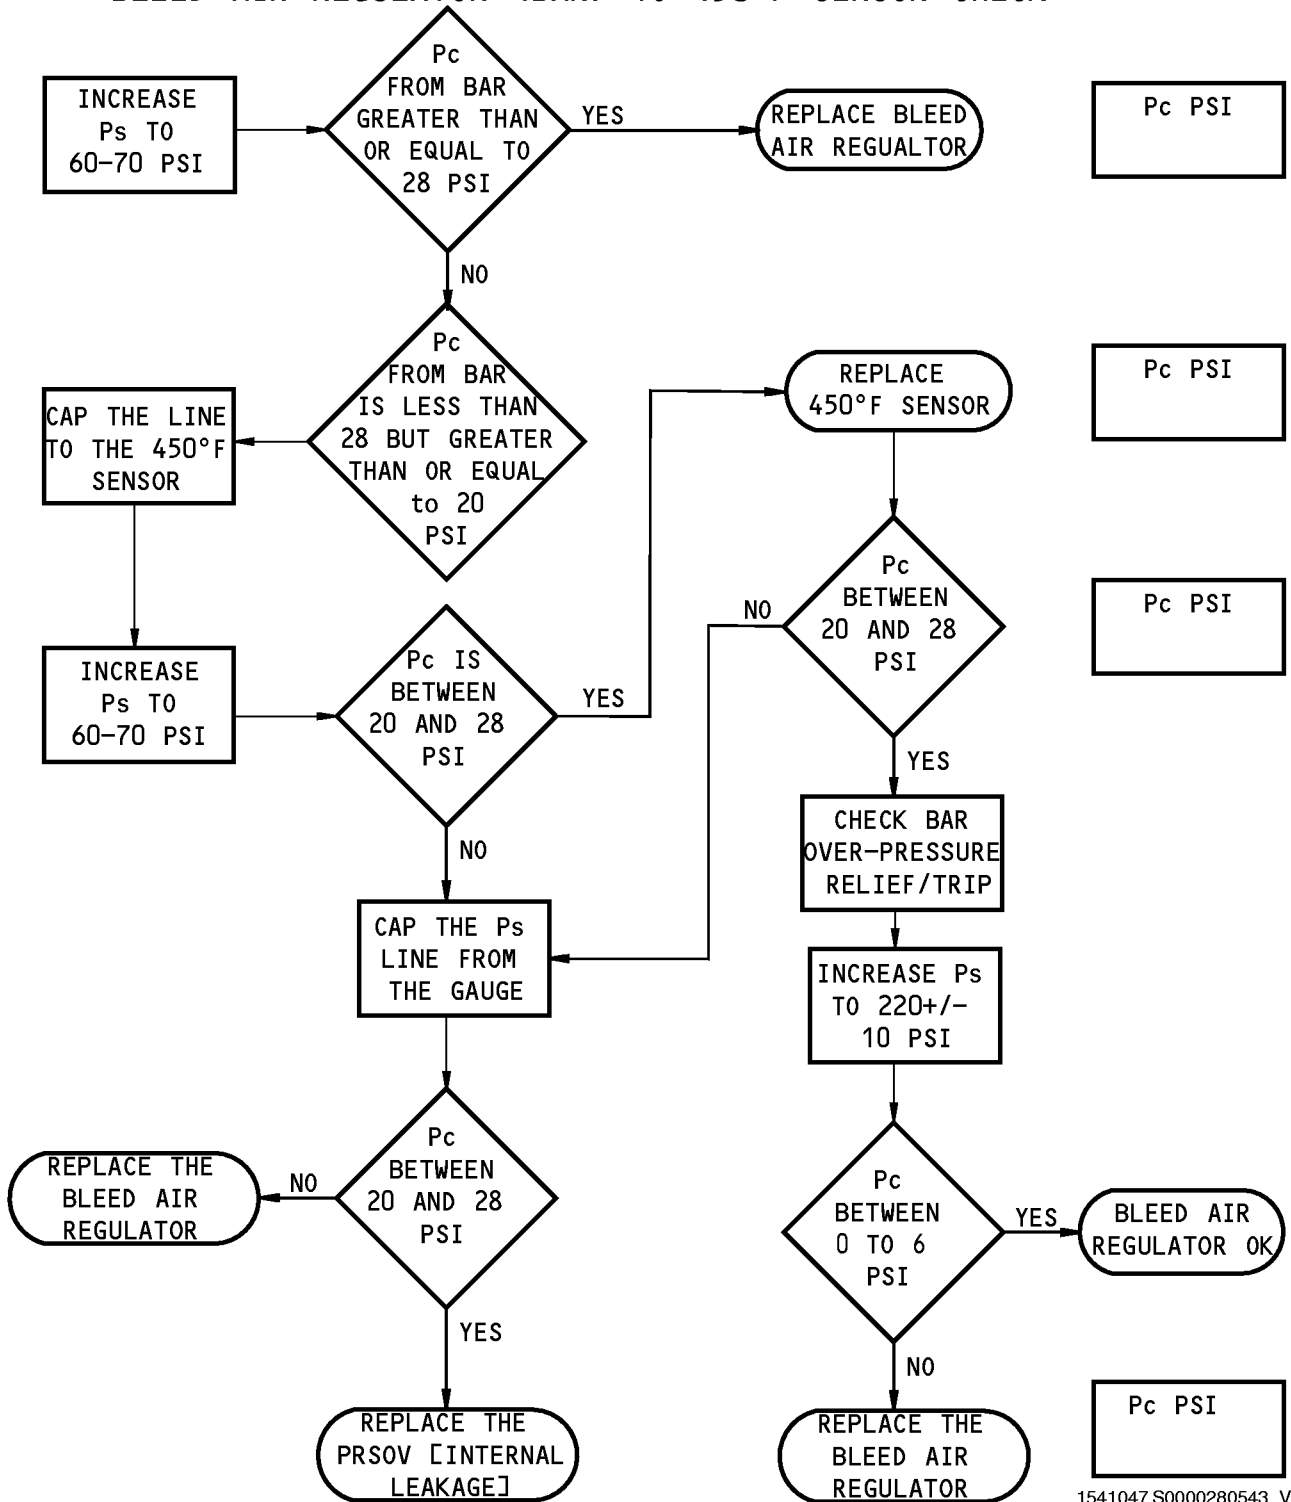 Pc
FROM BAR
GREATER THAN
OR EQUAL TO
28 PSI
INCREASE
Ps TO
60-70 PSI
YES
REPLACE BLEED
AIR REGUALTOR
Pc PSI
NO
Pc
FROM BAR
IS LESS THAN
28 BUT GREATER
THAN OR EQUAL
to 20
PSI
CAP THE LINE
TO THE 450°F
SENSOR
REPLACE
450°F SENSOR
Pc PSI
INCREASE
Ps TO
60-70 PSI
Pc IS
BETWEEN
20 AND 28
PSI
YES
NO
Pc
BETWEEN
20 AND 28
PSI
NO
Pc PSI
YES
CHECK BAR
OVER-PRESSURE
RELIEF/TRIP
CAP THE Ps
LINE FROM
THE GAUGE
INCREASE Ps
TO 220+/-
10 PSI
Pc
BETWEEN
20 AND 28
PSI
NO
REPLACE THE
BLEED AIR
REGULATOR
YES
REPLACE THE
PRSOV [INTERNAL
LEAKAGE]
Pc
BETWEEN
0 TO 6
PSI
YES
BLEED AIR
REGULATOR OK
NO
REPLACE THE
BLEED AIR
REGULATOR
Pc PSI
1541047 S0000280543_V